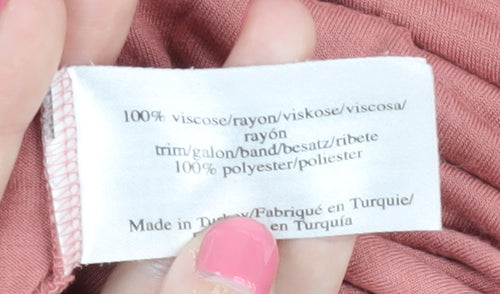 100% viscose/rayon/viskose/viscosa/
rayón
trim/galon/band/besatz/ribete
100% polyester/poliester
Made in Turkey/Fabriqué en Turquie/
en Turquía